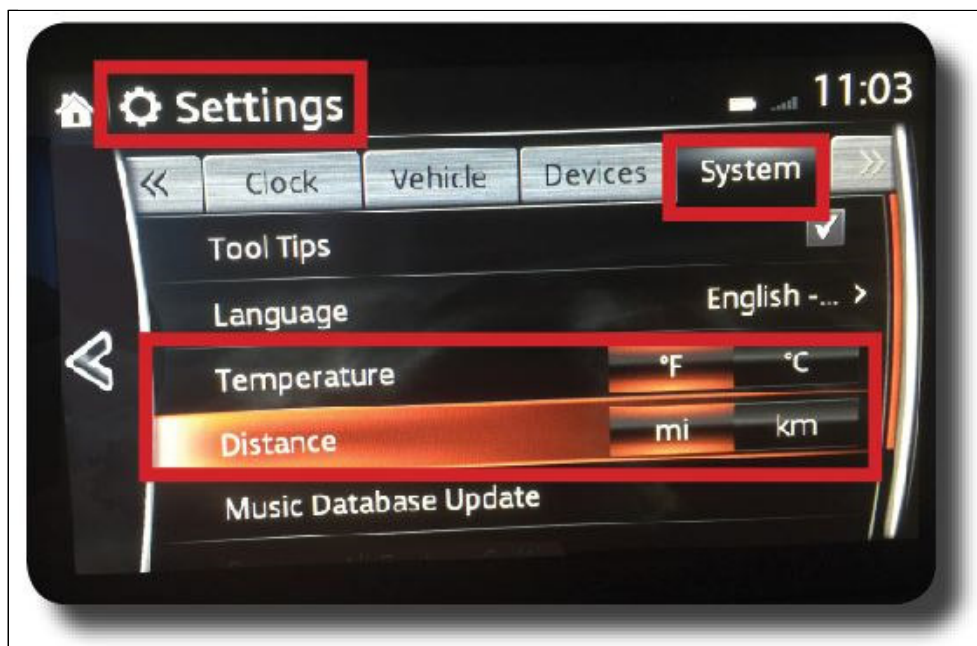 Settings 11:03
« Clock Vehicle Devices System »
Tool Tips
Language English -... >
Temperature °F °C
Distance mi km
Music Database Update